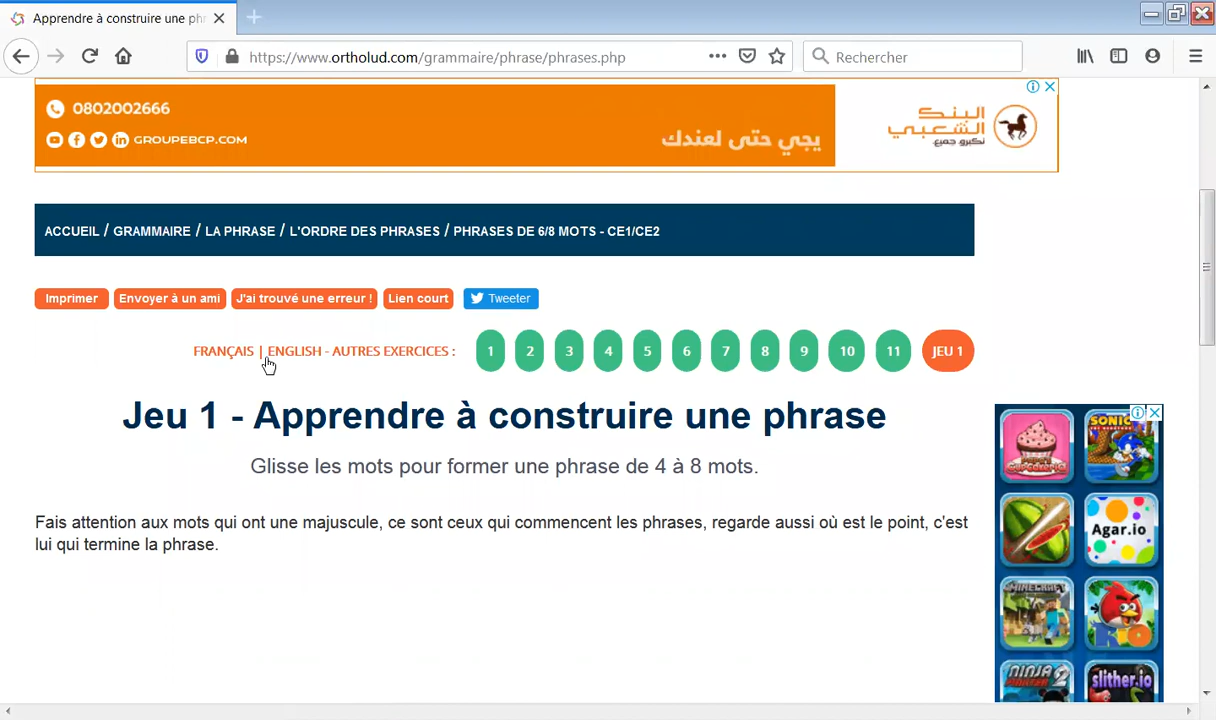 Apprendre à construire une phr
https://www.ortholud.com/grammaire/phrase/phrases.php
Rechercher
0802002666
GROUPEBCP.COM
يجي حتى لعندك
البنك الشعبي
نكبرو جميع
ACCUEIL / GRAMMAIRE / LA PHRASE / L'ORDRE DES PHRASES / PHRASES DE 6/8 MOTS - CE1/CE2
Imprimer Envoyer à un ami J'ai trouvé une erreur ! Lien court Tweeter
FRANÇAIS | ENGLISH - AUTRES EXERCICES : 1 2 3 4 5 6 7 8 9 10 11 JEU 1
Jeu 1 - Apprendre à construire une phrase
Glisse les mots pour former une phrase de 4 à 8 mots.
Fais attention aux mots qui ont une majuscule, ce sont ceux qui commencent les phrases, regarde aussi où est le point, c'est
lui qui termine la phrase.
SONIC
Agar.io
RIO
slither.io